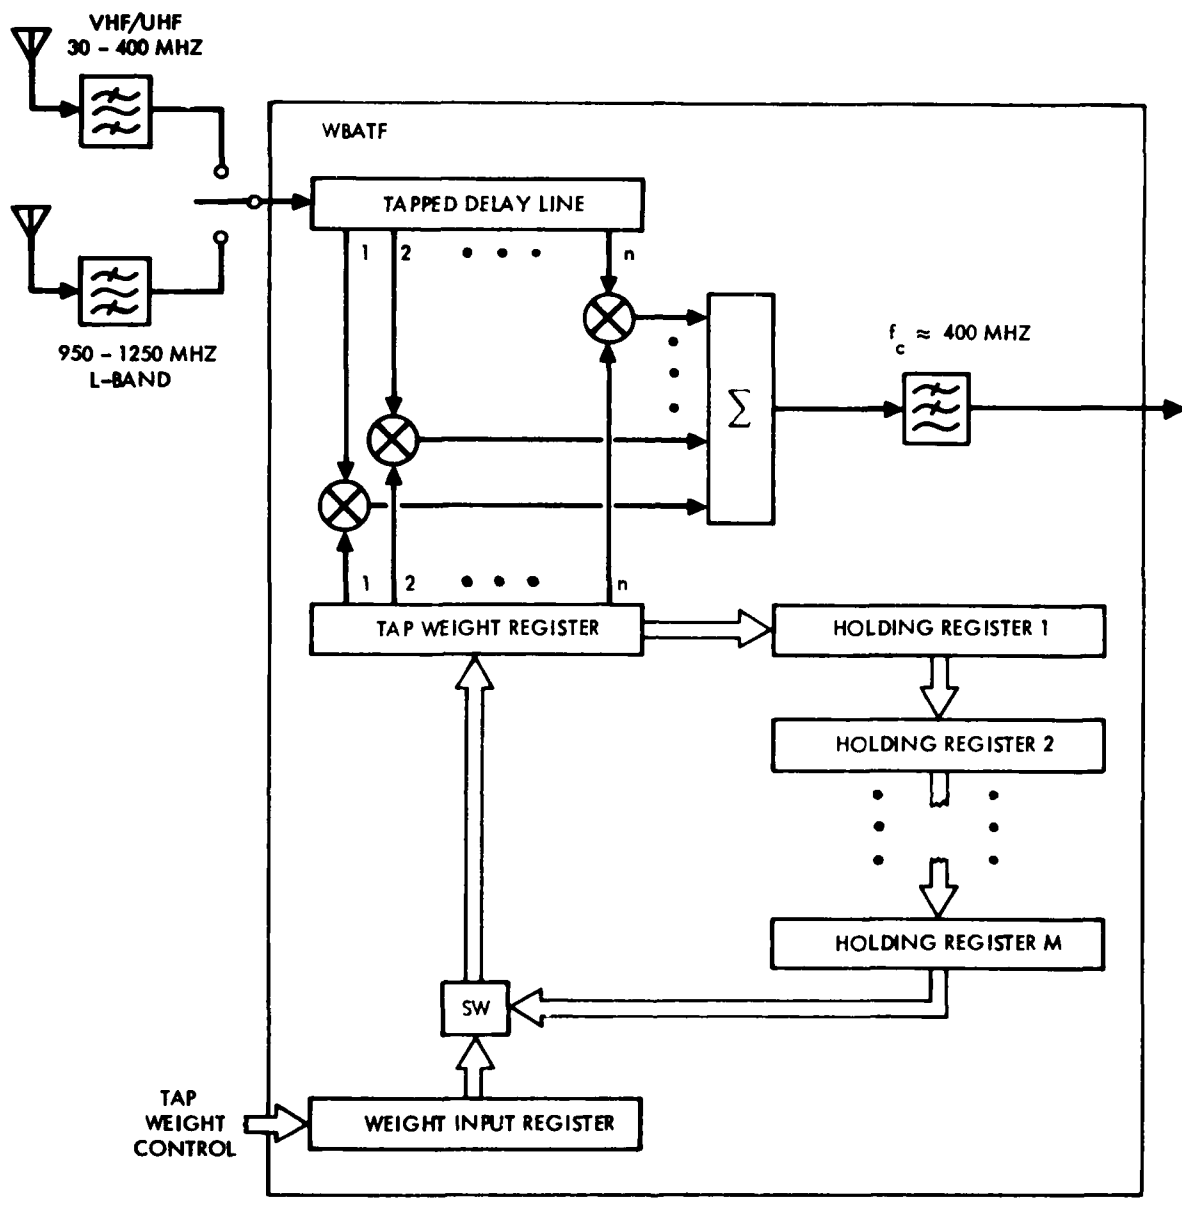 VHF/UHF
30 - 400 MHZ
WBATF
TAPPED DELAY LINE
1
2
n
950 - 1250 MHZ
L-BAND
fc ≈ 400 MHZ
Σ
1
2
n
TAP WEIGHT REGISTER
HOLDING REGISTER 1
HOLDING REGISTER 2
HOLDING REGISTER M
SW
TAP
WEIGHT
CONTROL
WEIGHT INPUT REGISTER